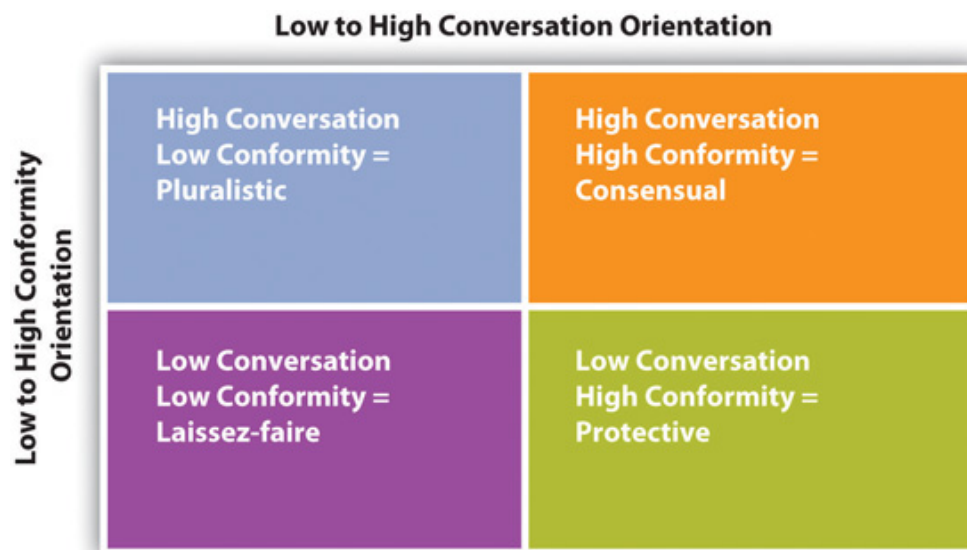 Low to High Conversation Orientation
Low to High Conformity
Orientation
High Conversation
Low Conformity =
Pluralistic
High Conversation
High Conformity =
Consensual
Low Conversation
Low Conformity =
Laissez-faire
Low Conversation
High Conformity =
Protective